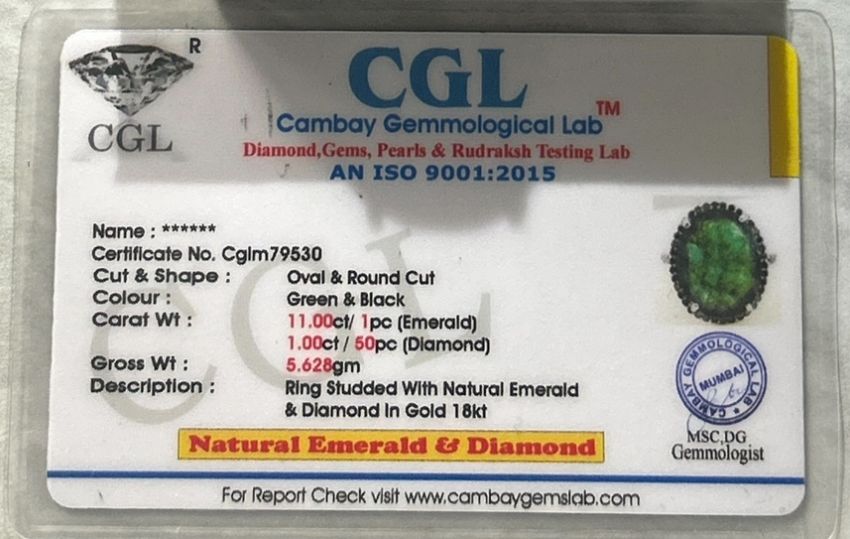 R
CGL
CGL
Cambay Gemmological Lab TM
Diamond,Gems, Pearls & Rudraksh Testing Lab
AN ISO 9001:2015
Name : ******
Certificate No. Cglm79530
Cut & Shape : Oval & Round Cut
Colour : Green & Black
Carat Wt : 11.00ct/ 1pc (Emerald)
1.00ct / 50pc (Diamond)
Gross Wt : 5.628gm
Description : Ring Studded With Natural Emerald
& Diamond In Gold 18kt
CGL
Natural Emerald & Diamond
CAMBAY GEMMOLOGICAL LAB
MUMBAI
MSC,DG
Gemmologist
For Report Check visit www.cambaygemslab.com